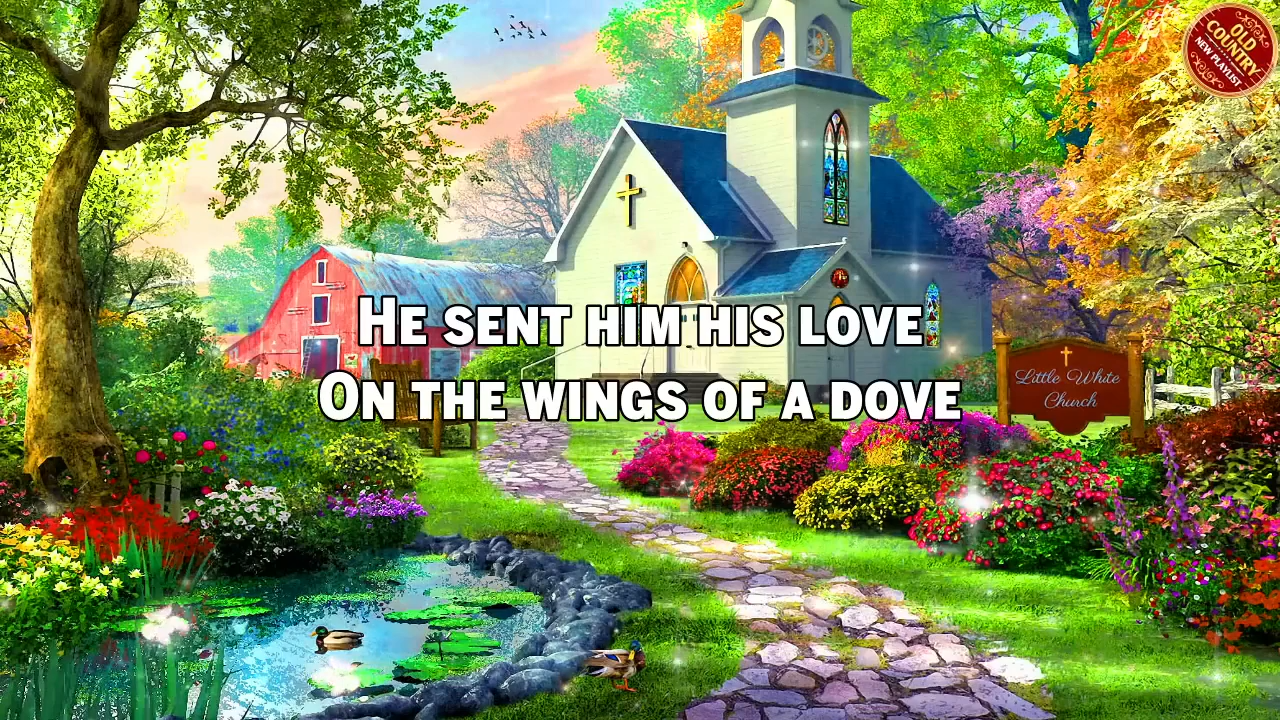 OLD
COUNTRY
NEW PLAYLIST
HE SENT HIM HIS LOVE
ON THE WINGS OF A DOVE
Little White
Church